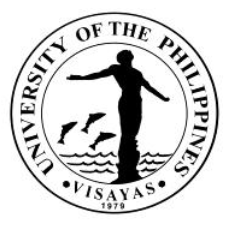 UNIVERSITY OF THE PHILIPPINES
• VISAYAS •
1979